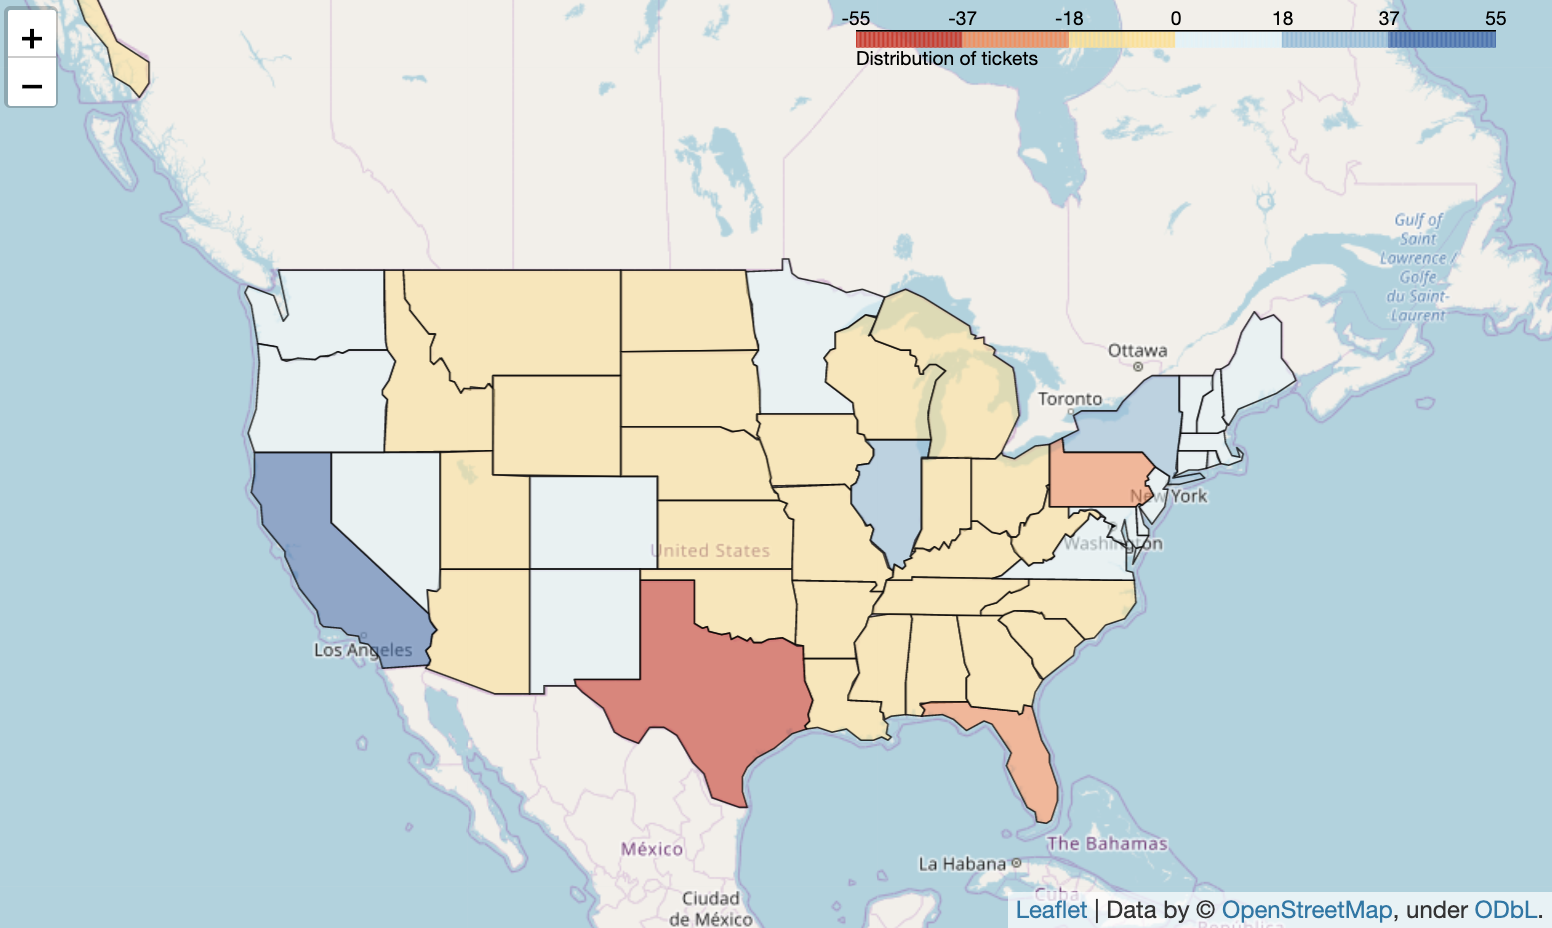 +
−
-55 -37 -18 0 18 37 55
Distribution of tickets
Gulf of
Saint
Lawrence /
Golfe
du Saint-
Laurent
Ottawa
Toronto
New York
Washington
United States
Los Angeles
México
Ciudad
de México
La Habana
The Bahamas
Cuba
Leaflet | Data by © OpenStreetMap, under ODbL.
República